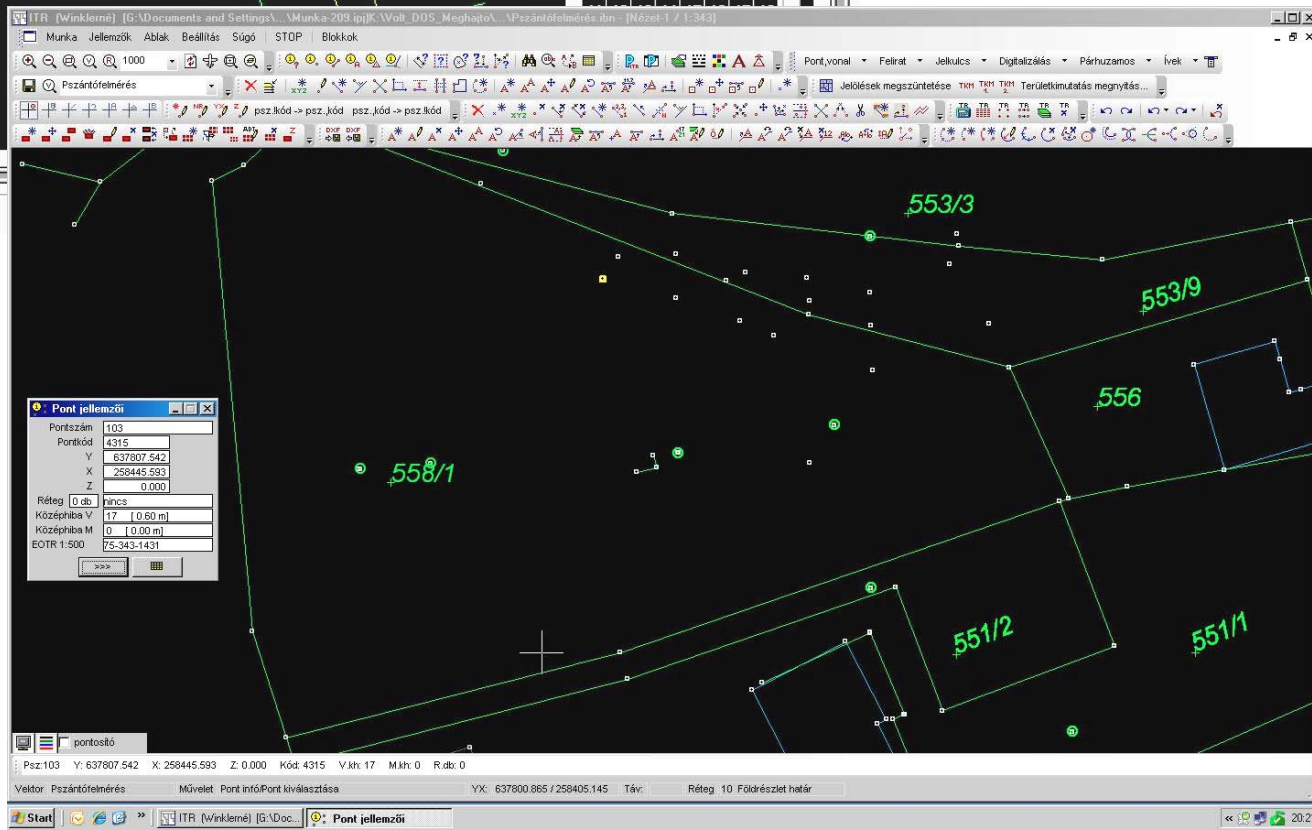 ITR (Winklerné) [G:\Documents and Settings\...\Munka-209.ipj]K:\Volt_DOS_Meghajto\...\Pszántófelmérés.ibn - [Nézet-1 / 1:343]
Munka Jellemzők Ablak Beállítás Súgó STOP Blokkok
1000 Pont,vonal Felirat Jelkulcs Digitalizálás Párhuzamos Ívek
Pszántófelmérés Jelölések megszüntetése TKM TKM TKM Területkimutatás megnyitás...
psz.!kód -> psz.,kód psz.,kód -> psz.!kód
DXF DXF
553/3
553/9
556
558/1
551/2
551/1
Pont jellemzői
Pontszám 103
Pontkód 4315
Y 637807.542
X 258445.593
Z 0.000
Réteg 0 db nincs
Középhiba V 17 [ 0.60 m]
Középhiba M 0 [ 0.00 m]
EOTR 1:500 75-343-1431
>>>
pontosító
Psz:103 Y: 637807.542 X: 258445.593 Z: 0.000 Kód: 4315 V.kh: 17 M.kh: 0 R.db: 0
Vektor Pszántófelmérés Művelet Pont infó/Pont kiválasztása YX: 637800.865 / 258405.145 Táv: Réteg 10 Földrészlet határ
Start ITR (Winklerné) [G:\Doc... Pont jellemzői